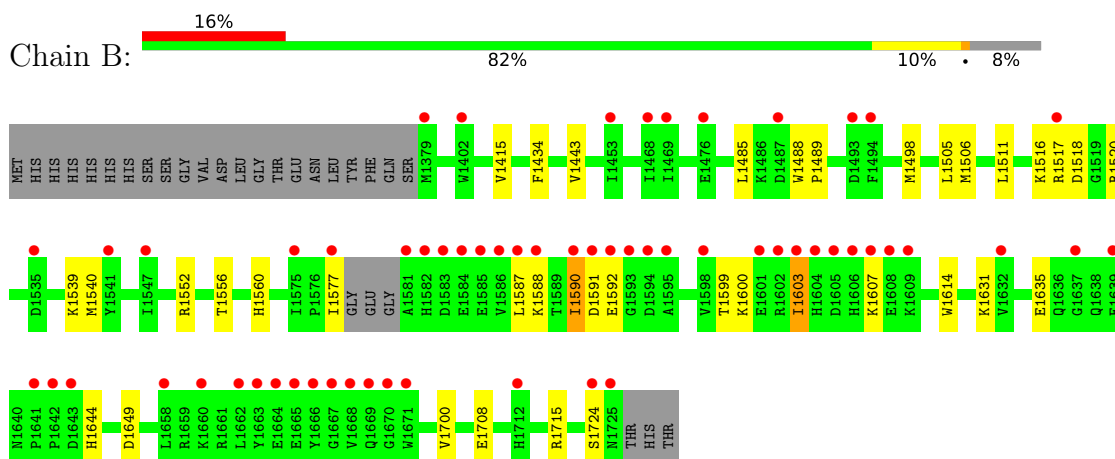 16%
Chain B:
82% 10% • 8%
MET HIS HIS HIS HIS HIS HIS SER SER GLY VAL ASP LEU GLY THR GLU ASN LEU TYR PHE GLN SER M1379 W1402 V1415 F1434 V1443 I1453 I1468 I1469 E1476 L1485 K1486 D1487 W1488 P1489 D1493 F1494 M1498 L1505 M1506 L1511 K1516 R1517 D1518 G1519 R1520
D1535 K1539 M1540 Y1541 I1547 R1552 T1556 H1560 I1575 P1576 I1577 GLY GLU GLY A1581 H1582 D1583 E1584 E1585 V1586 L1587 K1588 T1589 I1590 D1591 E1592 G1593 D1594 A1595 V1598 T1599 K1600 E1601 R1602 I1603 H1604 D1605 H1606 K1607 E1608 K1609 W1614 K1631 V1632 E1635 Q1636 G1637 Q1638 E1639
N1640 P1641 P1642 D1643 H1644 D1649 L1658 R1659 K1660 R1661 L1662 Y1663 E1664 E1665 Y1666 G1667 V1668 Q1669 G1670 W1671 V1700 E1708 H1712 R1715 S1724 N1725 THR HIS THR